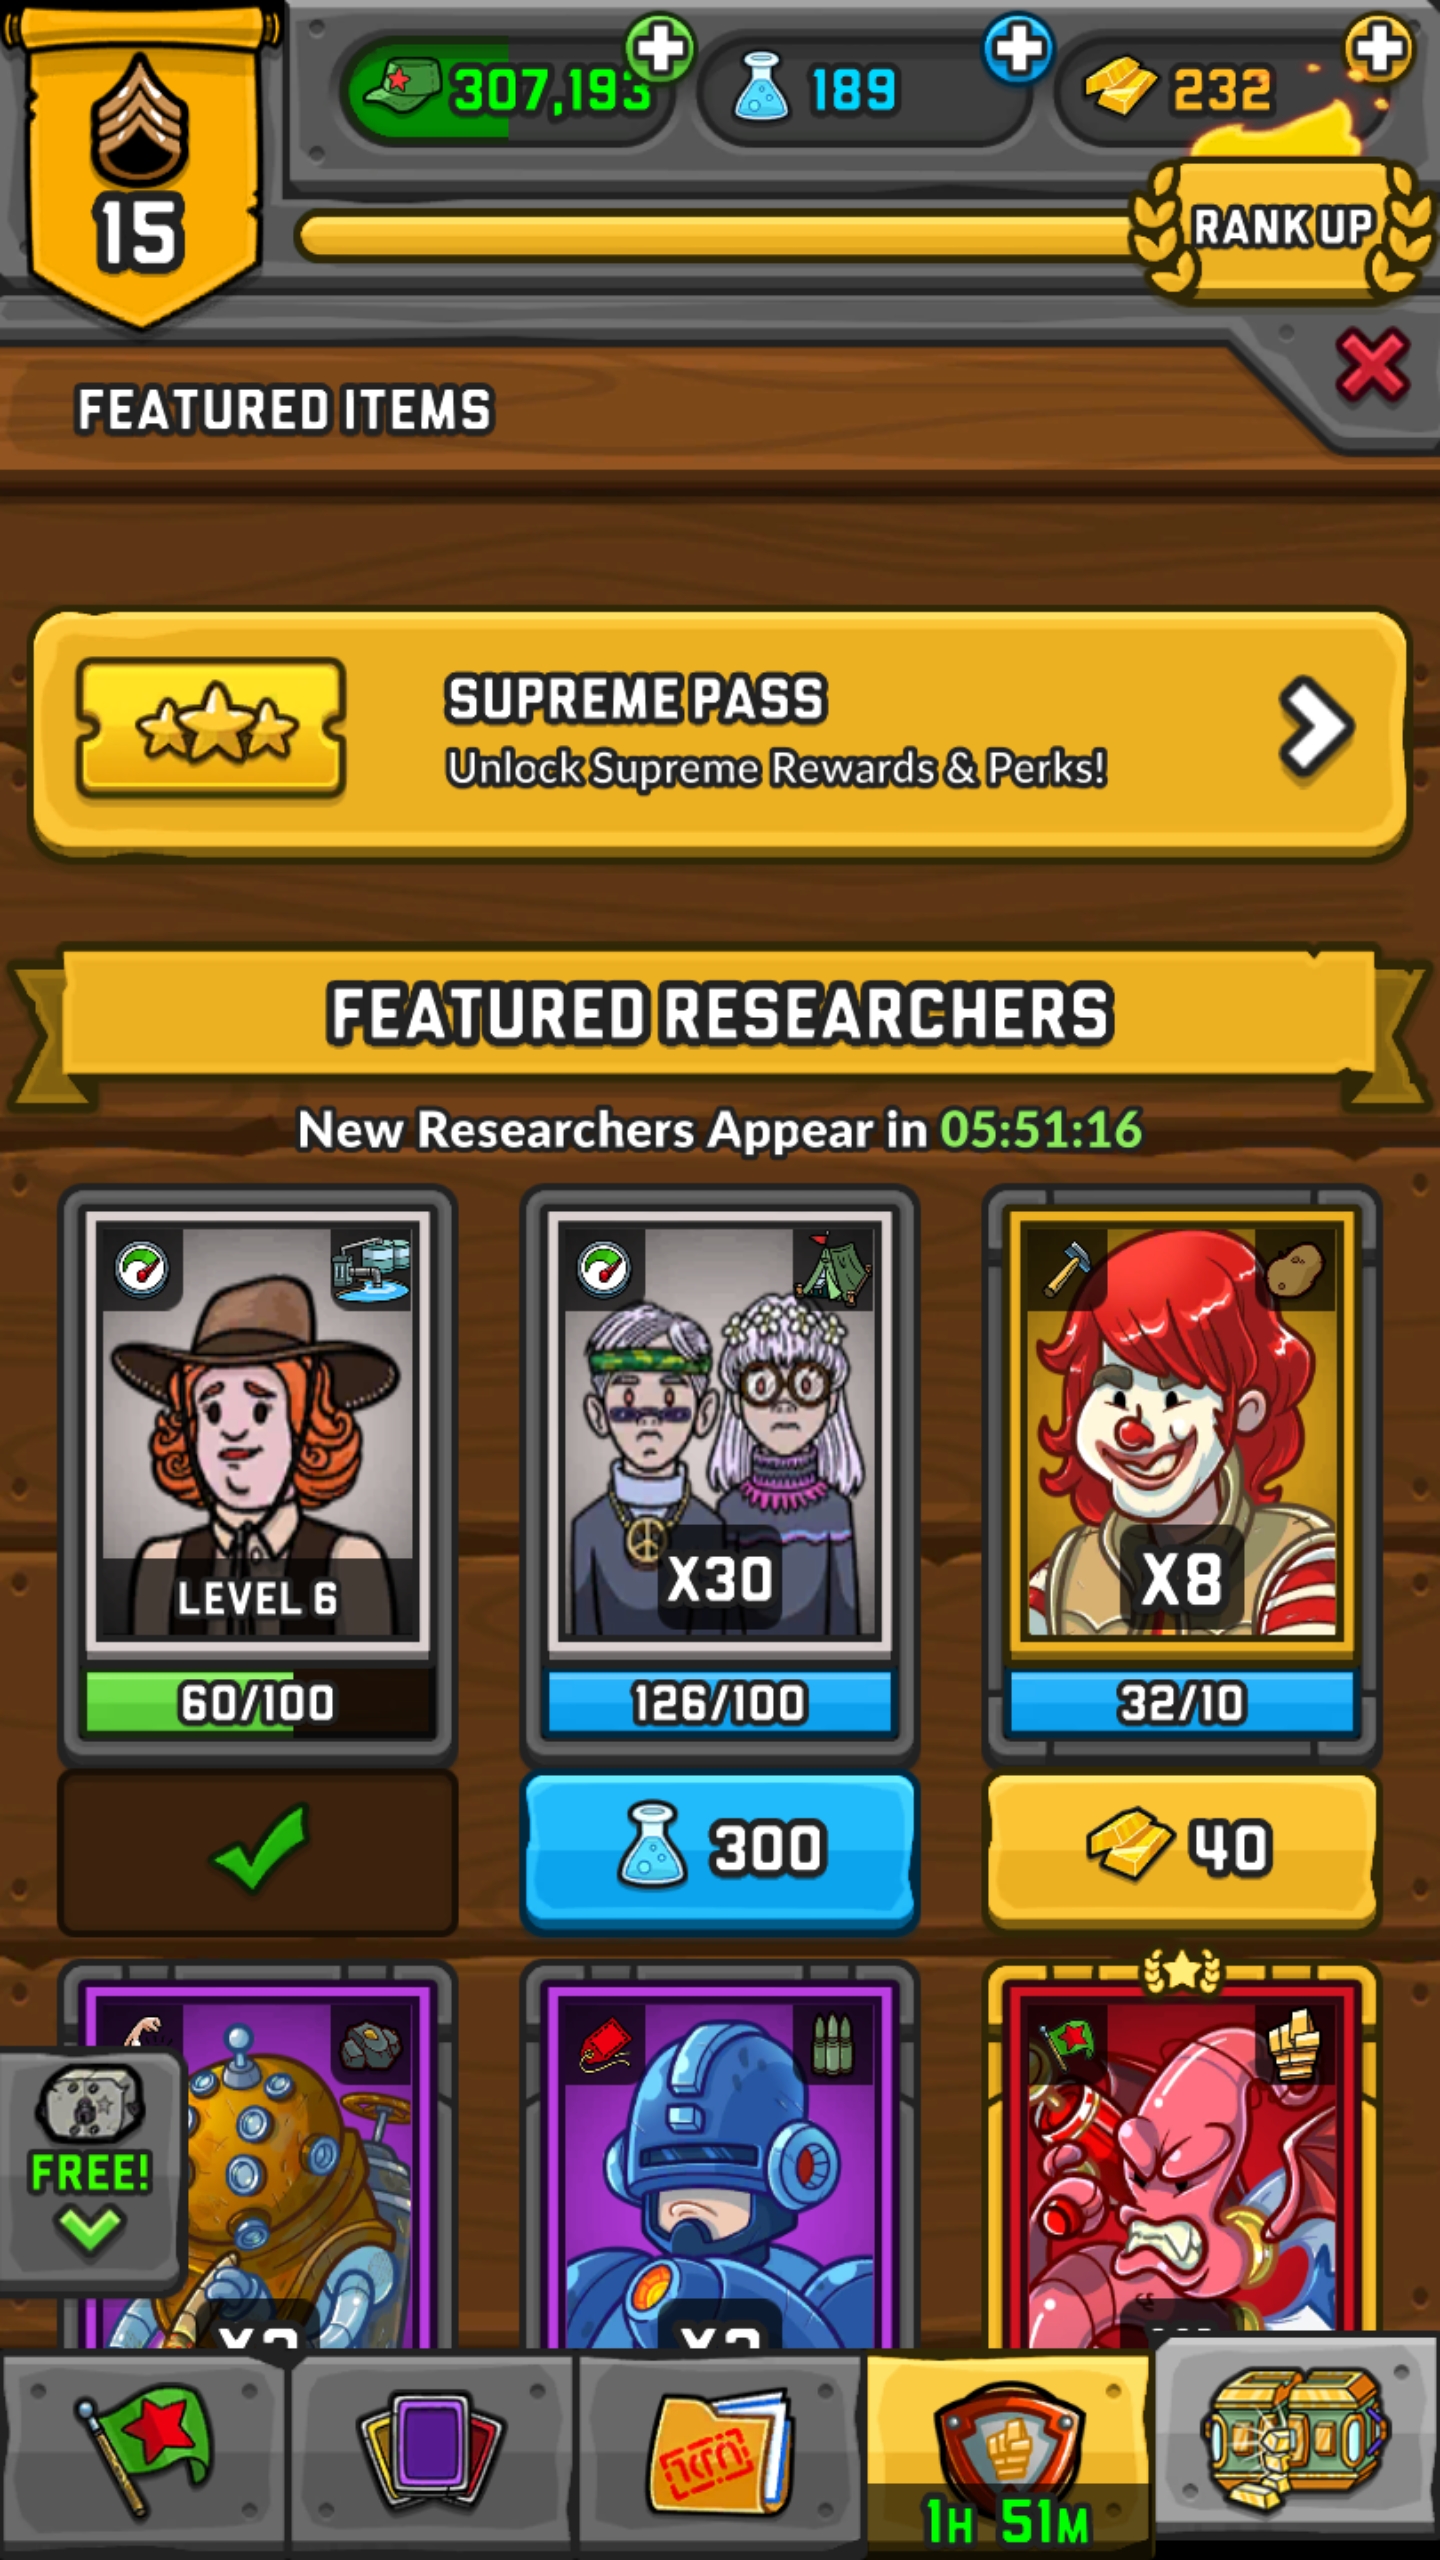 307,193
189
232
15
RANK UP
FEATURED ITEMS
SUPREME PASS
Unlock Supreme Rewards & Perks!
FEATURED RESEARCHERS
New Researchers Appear in 05:51:16
LEVEL 6
X30
X8
60/100
126/100
32/10
300
40
FREE!
1H 51M